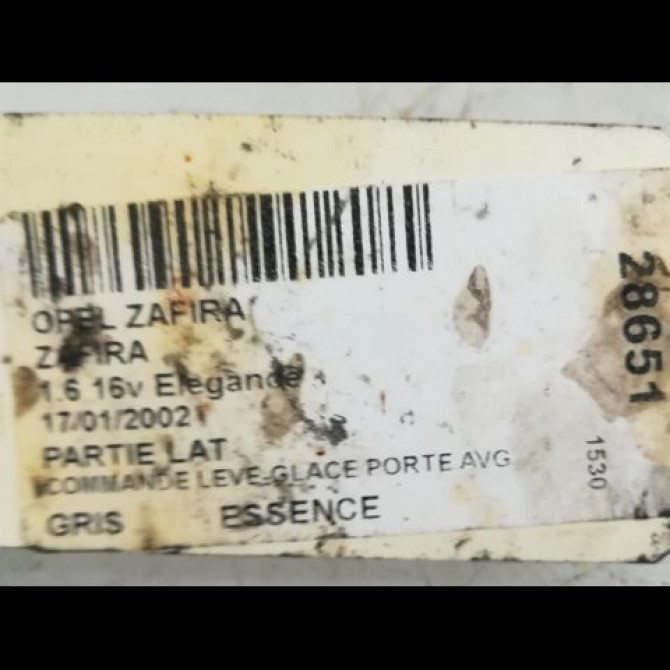 OPEL ZAFIRA
ZAFIRA
1.6 16v Elegance
17/01/2002
PARTIE LAT
COMMANDE LEVE-GLACE PORTE AVG
GRIS ESSENCE
28651
1530